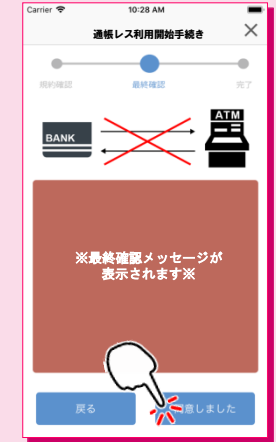 Carrier 10:28 AM
通帳レス利用開始手続き
規約確認 最終確認 完了
BANK
ATM
※最終確認メッセージが
表示されます※
戻る 意しました